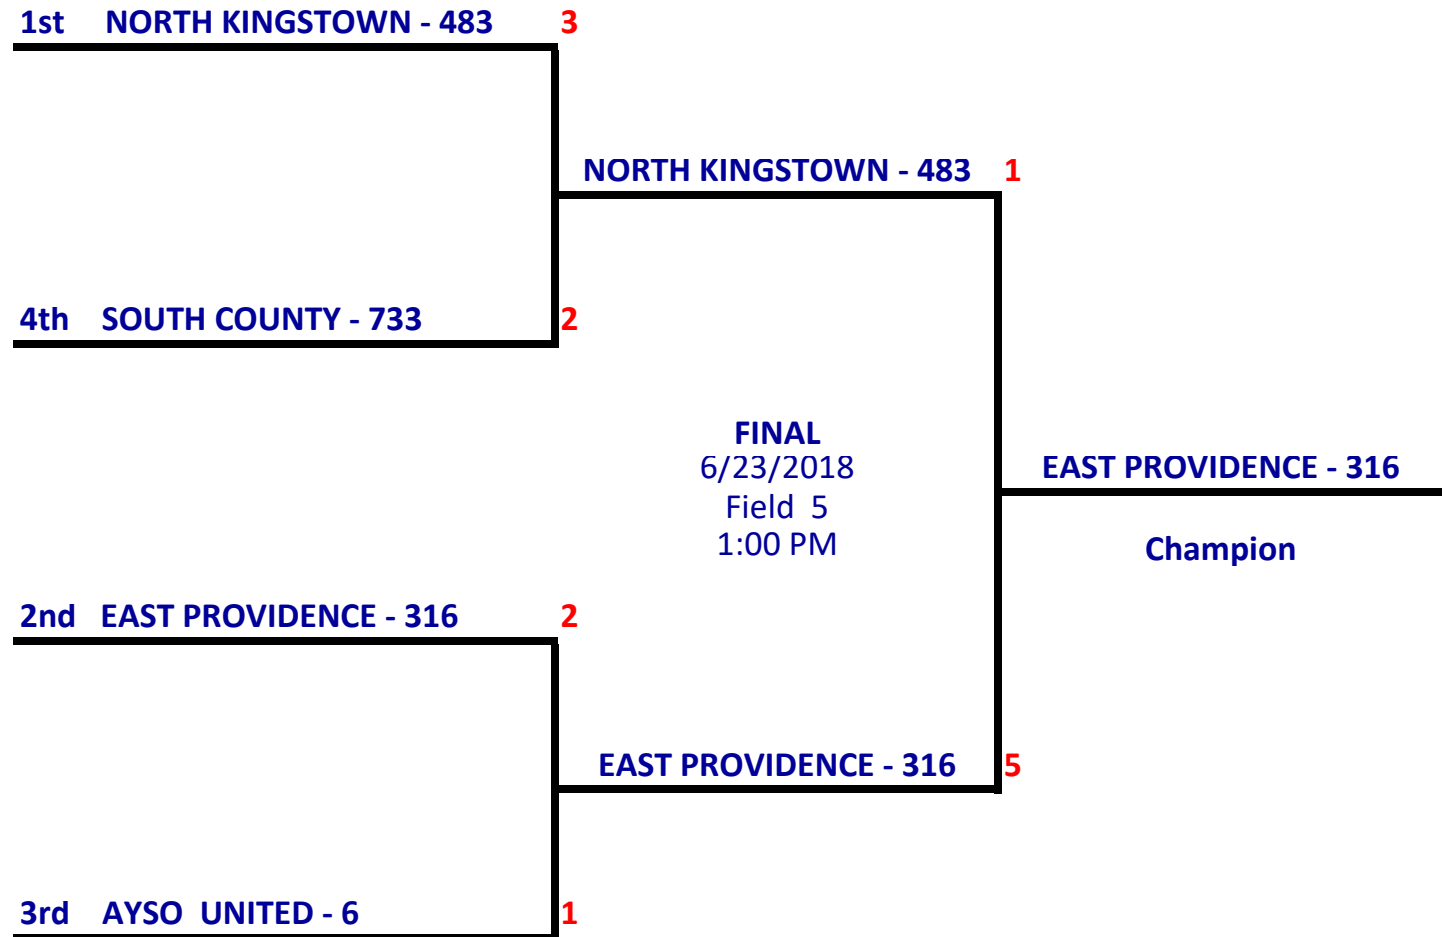 1st NORTH KINGSTOWN - 483 3
NORTH KINGSTOWN - 483 1
4th SOUTH COUNTY - 733 2
FINAL
6/23/2018
Field 5
1:00 PM
EAST PROVIDENCE - 316
Champion
2nd EAST PROVIDENCE - 316 2
EAST PROVIDENCE - 316 5
3rd AYSO UNITED - 6 1